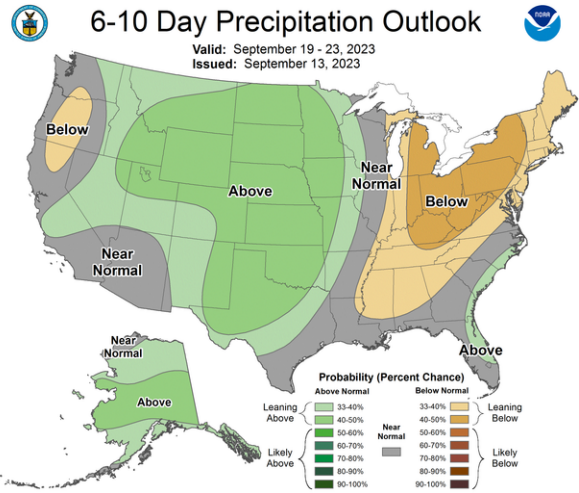 6-10 Day Precipitation Outlook
Valid: September 19 - 23, 2023
Issued: September 13, 2023
NOAA
Below
Above
Near
Normal
Below
Near
Normal
Above
Near
Normal
Above
Probability (Percent Chance)
Above Normal
Below Normal
Leaning
Above
33-40%
40-50%
Likely
Above
50-60%
60-70%
70-80%
80-90%
90-100%
Near
Normal
33-40%
40-50%
Leaning
Below
50-60%
60-70%
70-80%
80-90%
90-100%
Likely
Below